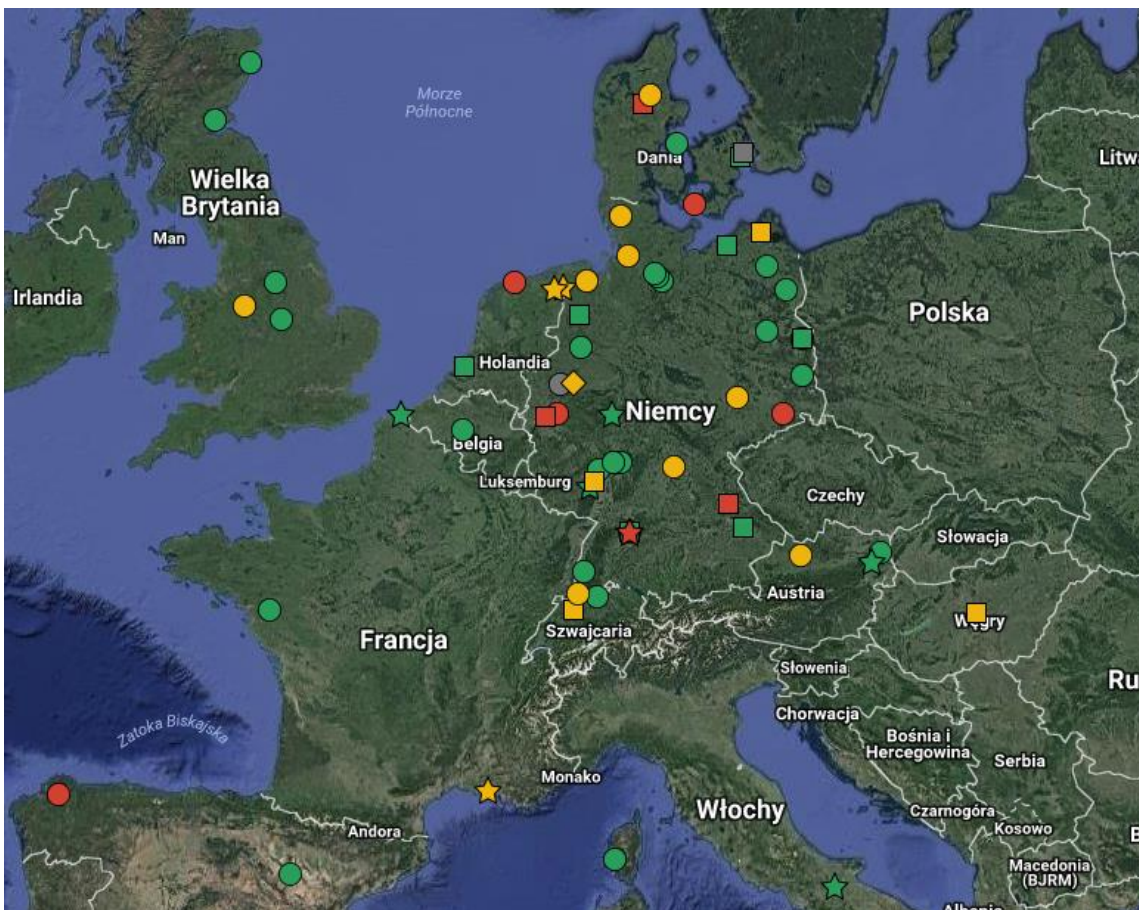 Morze
Północne
Dania
Litwa
Wielka
Brytania
Man
Irlandia
Polska
Holandia
Niemcy
Belgia
Luksemburg
Czechy
Słowacja
Austria
Węgry
Francja
Szwajcaria
Słowenia
Ru
Chorwacja
Bośnia i
Hercegowina
Serbia
Zatoka Biskajska
Monako
Włochy
Czarnogóra
Andora
Kosowo
Macedonia
(BJRM)